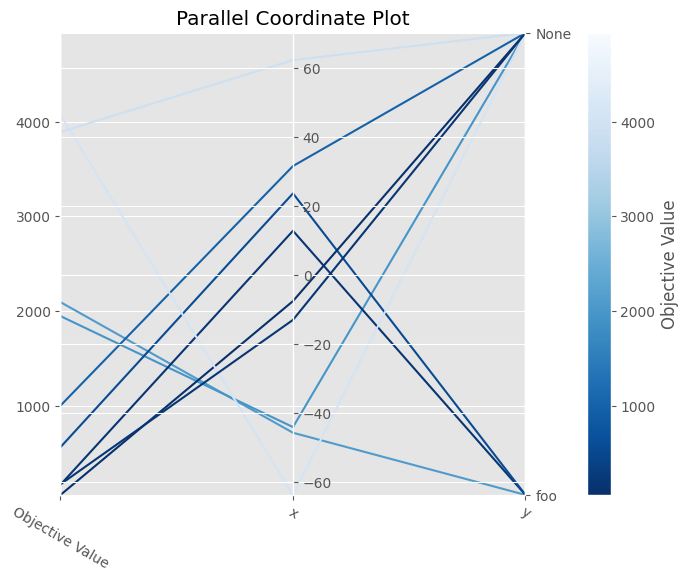 Parallel Coordinate Plot
None
60
4000
4000
40
3000
20
3000
0
2000
2000
−20
1000
−40
1000
−60
foo
Objective Value
x
y
Objective Value